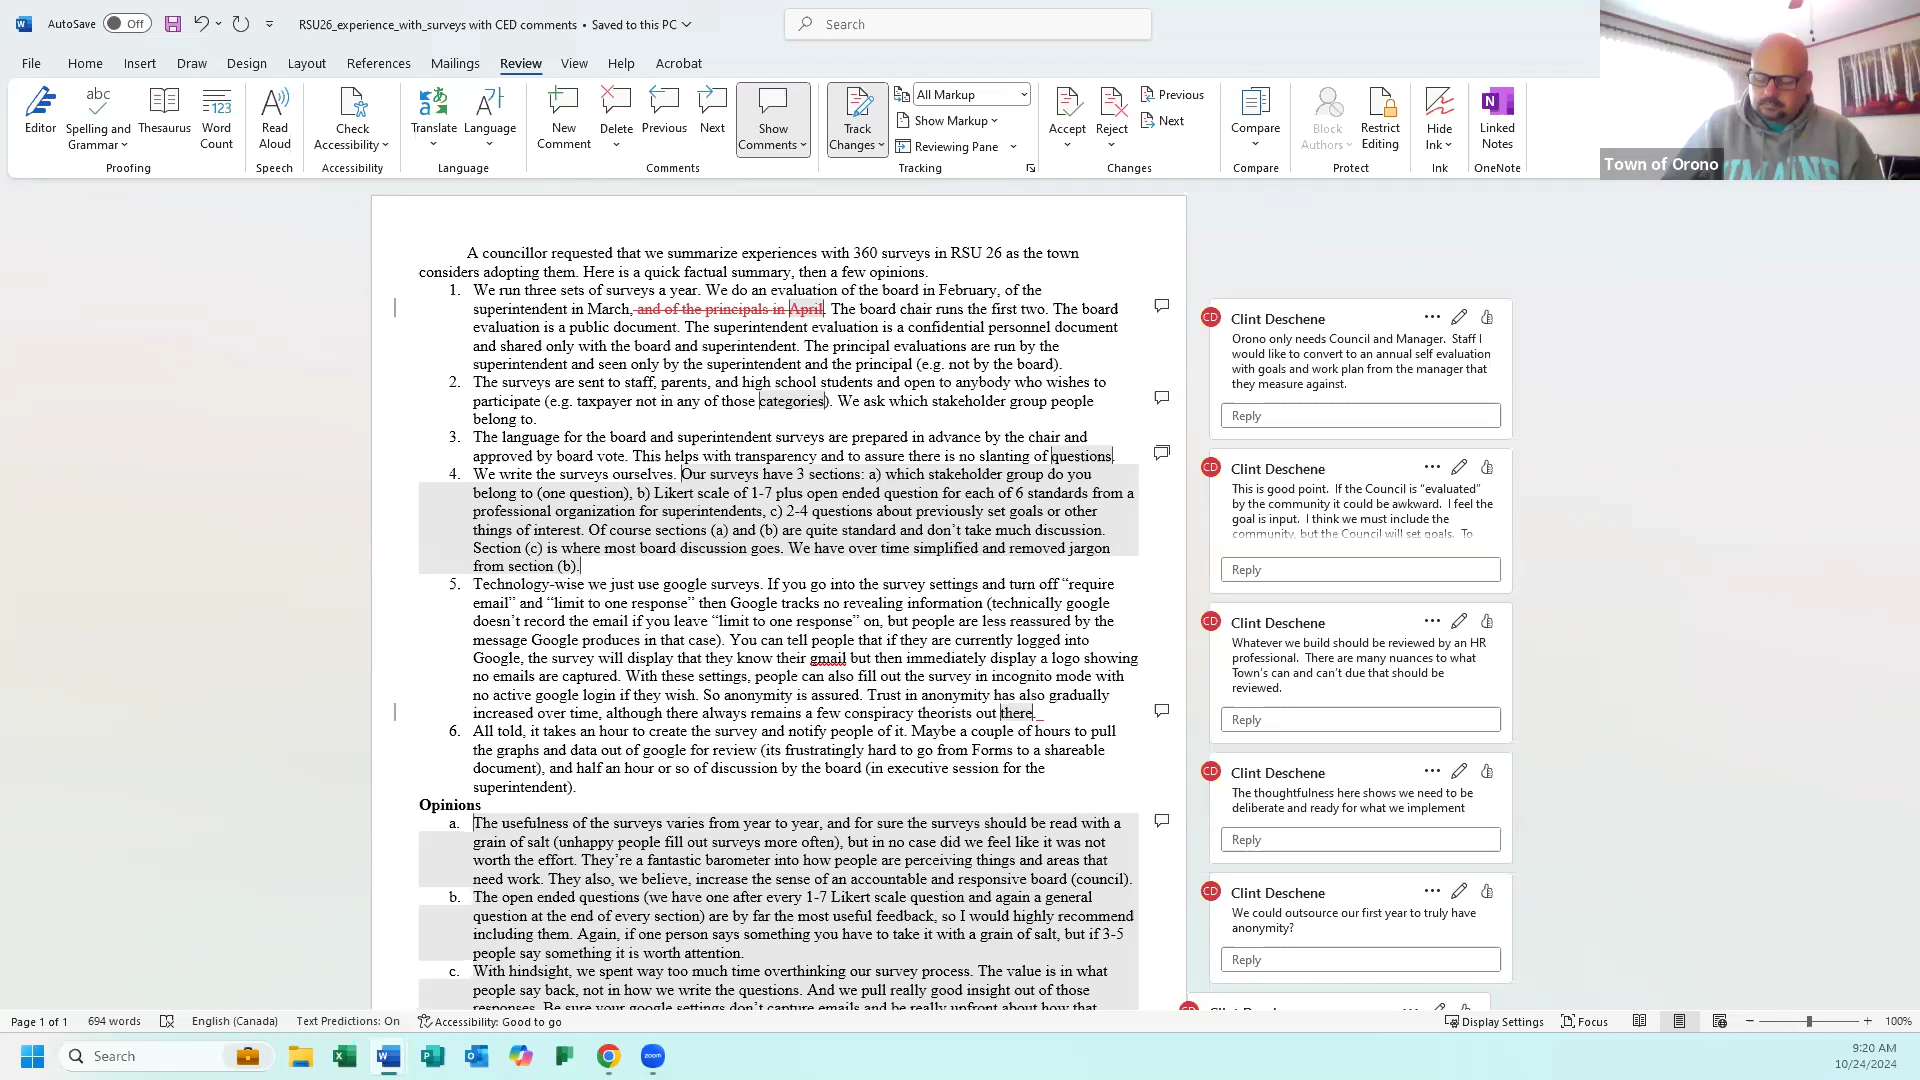 AutoSave Off
RSU26_experience_with_surveys with CED comments • Saved to this PC
Search
File Home Insert Draw Design Layout References Mailings Review View Help Acrobat
Editor
Spelling and Grammar
Thesaurus
Word Count
Proofing
Read Aloud
Speech
Check Accessibility
Accessibility
Translate
Language
Language
New Comment
Delete
Previous
Next
Show Comments
Comments
Track Changes
All Markup
Show Markup
Reviewing Pane
Tracking
Accept
Reject
Previous
Next
Changes
Compare
Compare
Block Authors
Restrict Editing
Protect
Hide Ink
Ink
Linked Notes
OneNote
Town of Orono
A councillor requested that we summarize experiences with 360 surveys in RSU 26 as the town
considers adopting them. Here is a quick factual summary, then a few opinions.
1. We run three sets of surveys a year. We do an evaluation of the board in February, of the
superintendent in March, and of the principals in April. The board chair runs the first two. The board
evaluation is a public document. The superintendent evaluation is a confidential personnel document
and shared only with the board and superintendent. The principal evaluations are run by the
superintendent and seen only by the superintendent and the principal (e.g. not by the board).
2. The surveys are sent to staff, parents, and high school students and open to anybody who wishes to
participate (e.g. taxpayer not in any of those categories). We ask which stakeholder group people
belong to.
3. The language for the board and superintendent surveys are prepared in advance by the chair and
approved by board vote. This helps with transparency and to assure there is no slanting of questions.
4. We write the surveys ourselves. Our surveys have 3 sections: a) which stakeholder group do you
belong to (one question), b) Likert scale of 1-7 plus open ended question for each of 6 standards from a
professional organization for superintendents, c) 2-4 questions about previously set goals or other
things of interest. Of course sections (a) and (b) are quite standard and don't take much discussion.
Section (c) is where most board discussion goes. We have over time simplified and removed jargon
from section (b).
5. Technology-wise we just use google surveys. If you go into the survey settings and turn off “require
email” and “limit to one response” then Google tracks no revealing information (technically google
doesn't record the email if you leave “limit to one response” on, but people are less reassured by the
message Google produces in that case). You can tell people that if they are currently logged into
Google, the survey will display that they know their gmail but then immediately display a logo showing
no emails are captured. With these settings, people can also fill out the survey in incognito mode with
no active google login if they wish. So anonymity is assured. Trust in anonymity has also gradually
increased over time, although there always remains a few conspiracy theorists out there.
6. All told, it takes an hour to create the survey and notify people of it. Maybe a couple of hours to pull
the graphs and data out of google for review (its frustratingly hard to go from Forms to a shareable
document), and half an hour or so of discussion by the board (in executive session for the
superintendent).
Opinions
a. The usefulness of the surveys varies from year to year, and for sure the surveys should be read with a
grain of salt (unhappy people fill out surveys more often), but in no case did we feel like it was not
worth the effort. They're a fantastic barometer into how people are perceiving things and areas that
need work. They also, we believe, increase the sense of an accountable and responsive board (council).
b. The open ended questions (we have one after every 1-7 Likert scale question and again a general
question at the end of every section) are by far the most useful feedback, so I would highly recommend
including them. Again, if one person says something you have to take it with a grain of salt, but if 3-5
people say something it is worth attention.
c. With hindsight, we spent way too much time overthinking our survey process. The value is in what
people say back, not in how we write the questions. And we pull really good insight out of those
responses. Be sure your google settings don't capture emails and be really upfront about how that
CD Clint Deschene
Orono only needs Council and Manager. Staff I
would like to convert to an annual self evaluation
with goals and work plan from the manager that
they measure against.
Reply
CD Clint Deschene
This is good point. If the Council is “evaluated”
by the community it could be awkward. I feel the
goal is input. I think we must include the
community, but the Council will set goals. To
Reply
CD Clint Deschene
Whatever we build should be reviewed by an HR
professional. There are many nuances to what
Town's can and can't due that should be
reviewed.
Reply
CD Clint Deschene
The thoughtfulness here shows we need to be
deliberate and ready for what we implement
Reply
CD Clint Deschene
We could outsource our first year to truly have
anonymity?
Reply
Page 1 of 1 694 words English (Canada) Text Predictions: On Accessibility: Good to go
Display Settings Focus 100%
Search
zoom
9:20 AM
10/24/2024